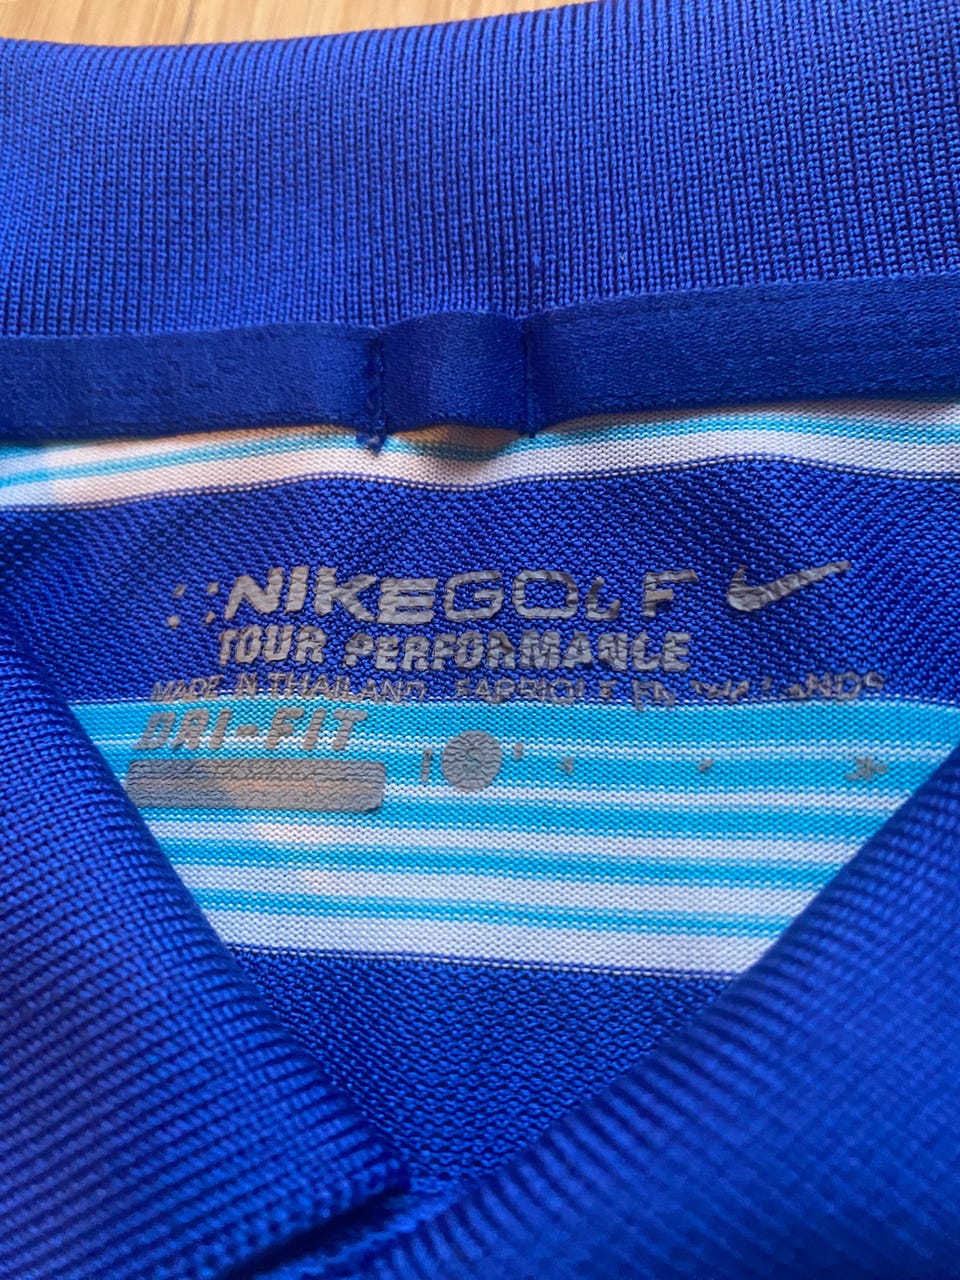 NIKEGOLF
TOUR PERFORMANCE
MADE IN THAILAND
DRI-FIT